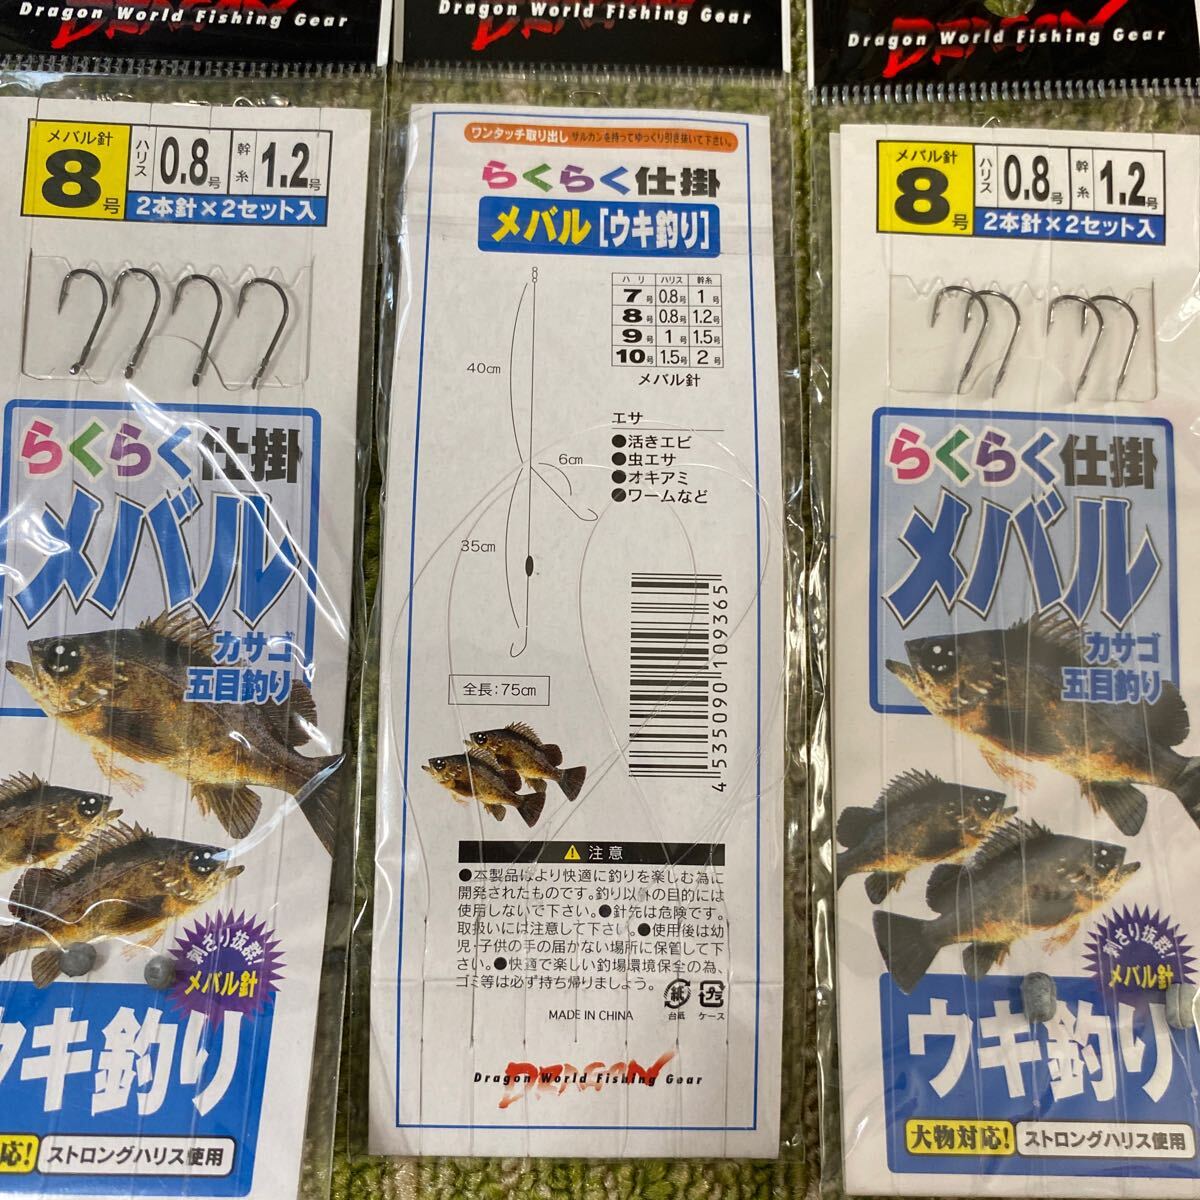 Dragon World Fishing Gear
メバル針
8号
ハリス
0.8号
幹糸
1.2号
2本針×2セット入
らくらく仕掛
メバル
カサゴ
五目釣り
刺さり抜群!
メバル針
ウキ釣り
応!
ストロングハリス使用
Dragon World Fishing Gear
ワンタッチ取り出し サルカンを持ってゆっくり引き抜いて下さい。
らくらく仕掛
メバル[ウキ釣り]
ハリ ハリス 幹糸
7号 0.8号 1号
8号 0.8号 1.2号
9号 1号 1.5号
10号 1.5号 2号
メバル針
40cm
エサ
●活きエビ
●虫エサ
●オキアミ
●ワームなど
6cm
35cm
全長:75cm
4 535090 109365
注意
●本製品はより快適に釣りを楽しむ為に
開発されたものです。釣り以外の目的には
使用しないで下さい。●針先は危険です。
取扱いには注意して下さい。●使用後は幼
児・子供の手の届かない場所に保管して下
さい。●快適で楽しい釣場環境保全の為、
ゴミ等は必ず持ち帰りましょう。
紙
台紙
プラ
ケース
MADE IN CHINA
DRAGON
Dragon World Fishing Gear
Dragon World Fishing Gear
メバル針
8号
ハリス
0.8号
幹糸
1.2号
2本針×2セット入
らくらく仕掛
メバル
カサゴ
五目釣り
刺さり抜群!
メバル針
ウキ釣り
大物対応!
ストロングハリス使用